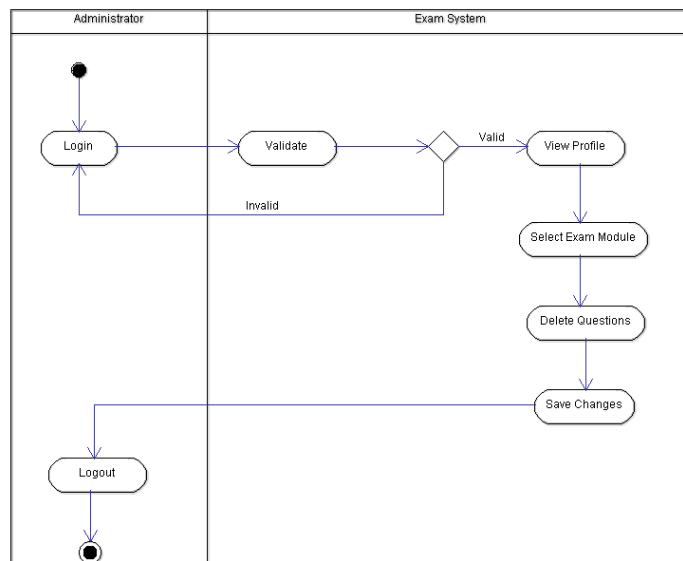 Administrator
Exam System
Login
Validate
Valid
View Profile
Invalid
Select Exam Module
Delete Questions
Save Changes
Logout